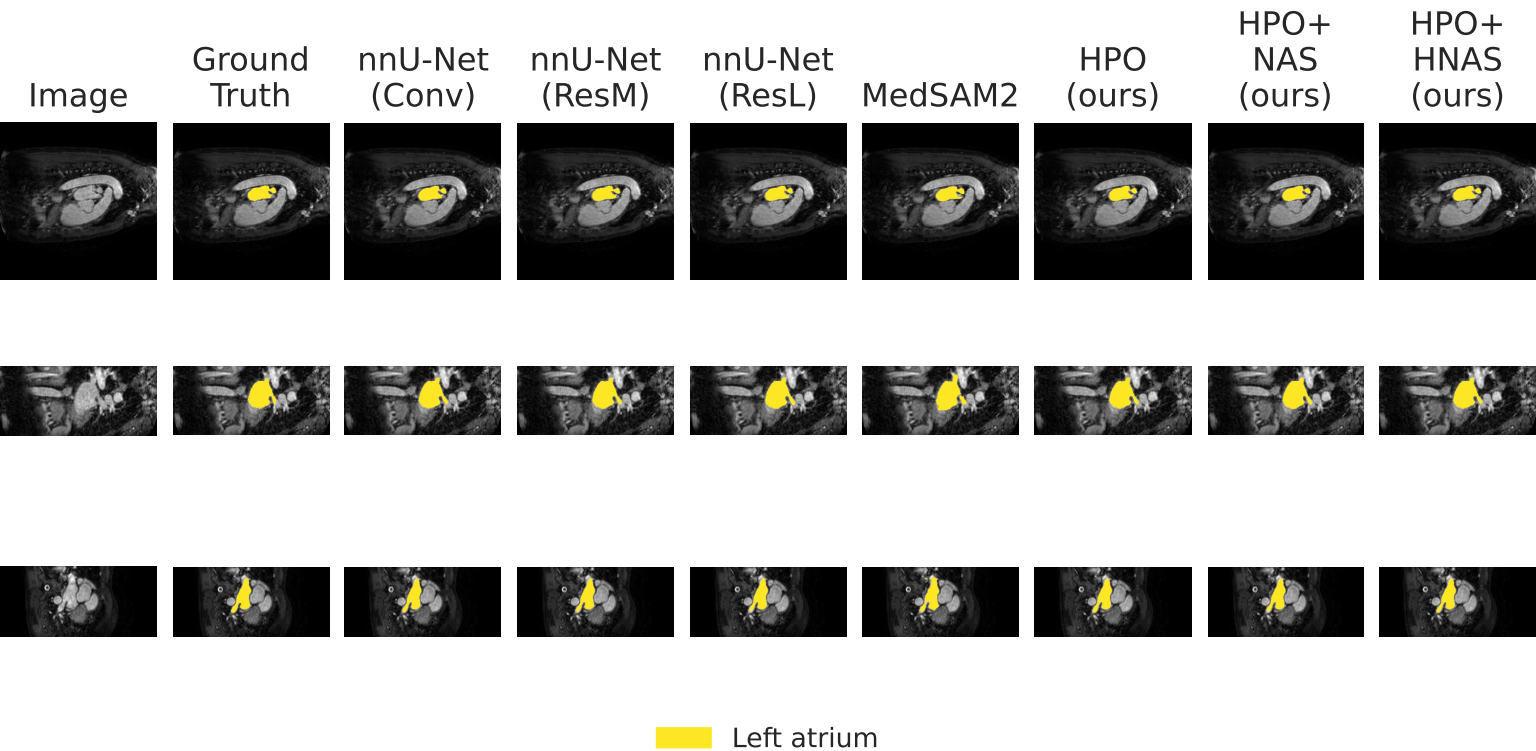 Image
Ground
Truth
nnU-Net
(Conv)
nnU-Net
(ResM)
nnU-Net
(ResL)
MedSAM2
HPO
(ours)
HPO+
NAS
(ours)
HPO+
HNAS
(ours)
Left atrium